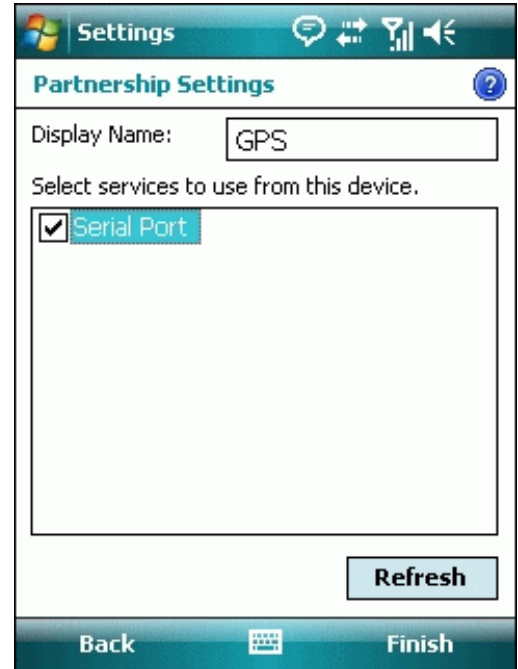 Settings
Partnership Settings
?
Display Name: GPS
Select services to use from this device.
Serial Port
Refresh
Back Finish